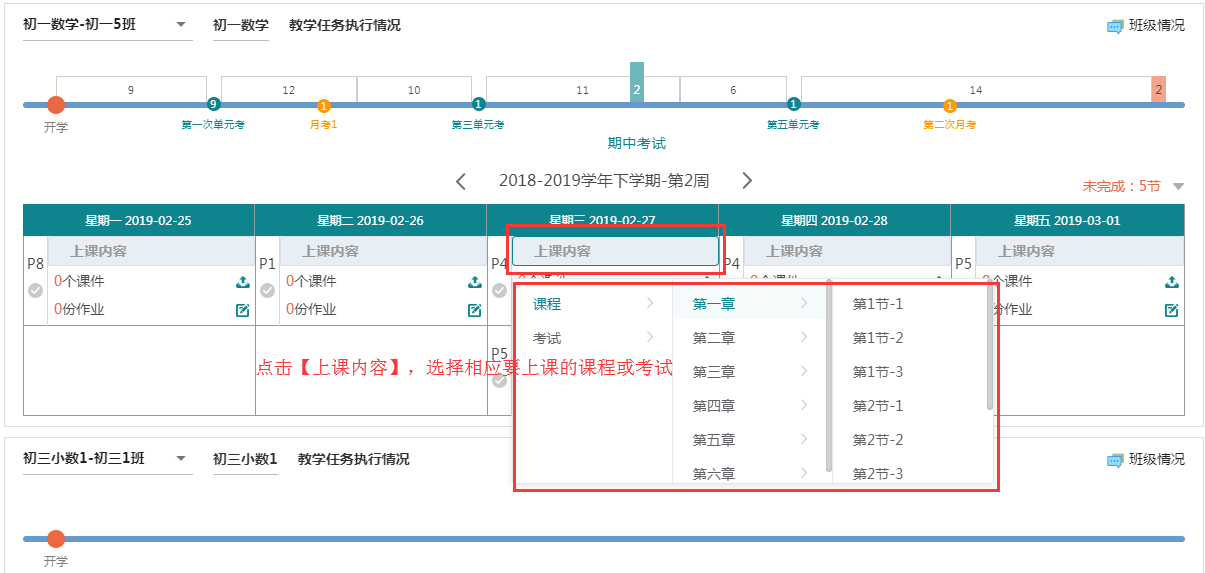 初一数学-初一5班 初一数学 教学任务执行情况 班级情况
9 12 10 11 2 6 14 2
9 1 1 1 1
开学 第一次单元考 月考1 第三单元考 第五单元考 第二次月考
期中考试
2018-2019学年下学期-第2周
未完成：5节
星期一 2019-02-25 星期二 2019-02-26 星期三 2019-02-27 星期四 2019-02-28 星期五 2019-03-01
P8 上课内容 P1 上课内容 P4 上课内容 P4 上课内容 P5 上课内容
0个课件 0个课件 0个课件 0个课件 0个课件
0份作业 0份作业 份作业
课程 第一章 第1节-1
考试 第二章 第1节-2
P5
点击【上课内容】，选择相应要上课的课程或考试
第三章 第1节-3
第四章 第2节-1
第五章 第2节-2
第六章 第2节-3
初三小数1-初三1班 初三小数1 教学任务执行情况 班级情况
开学